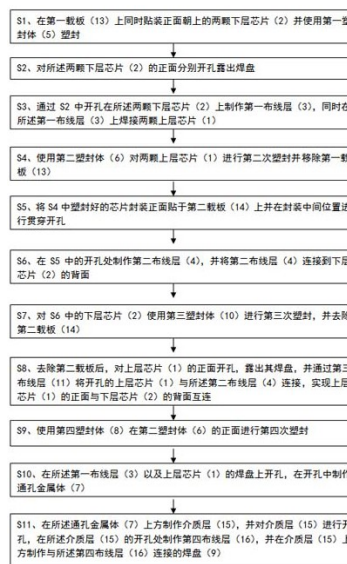 S1、在第一载板（13）上同时贴装正面朝上的两颗下层芯片（2）并使用第一塑
封体（5）塑封
S2、对所述两颗下层芯片（2）的正面分别开孔露出焊盘
S3、通过 S2 中开孔在所述两颗下层芯片（2）上制作第一布线层（3），同时在
所述第一布线层（3）上焊接两颗上层芯片（1）
S4、使用第二塑封体（6）对两颗上层芯片（1）进行第二次塑封并移除第一载
板（13）
S5、将 S4 中塑封好的芯片封装正面贴于第二载板（14）上并在封装中间位置进
行贯穿开孔
S6、在 S5 中的开孔处制作第二布线层（4），并将第二布线层（4）连接到下层
芯片（2）的背面
S7、对 S6 中的下层芯片（2）使用第三塑封体（10）进行第三次塑封，并去除
第二载板（14）
S8、去除第二载板后，对上层芯片（1）的正面开孔，露出其焊盘，并通过第三
布线层（11）将开孔的上层芯片（1）与所述第二布线层（4）连接，实现上层
芯片（1）的正面与下层芯片（2）的背面互连
S9、使用第四塑封体（8）在第二塑封体（6）的正面进行第四次塑封
S10、在所述第一布线层（3）以及上层芯片（1）的焊盘上开孔，在开孔中制作
通孔金属体（7）
S11、在所述通孔金属体（7）上方制作介质层（15），并对介质层（15）进行开
孔，在所述介质层（15）的开孔处制作第四布线层（16），并在介质层（15）上
方制作与所述第四布线层（16）连接的焊盘（9）